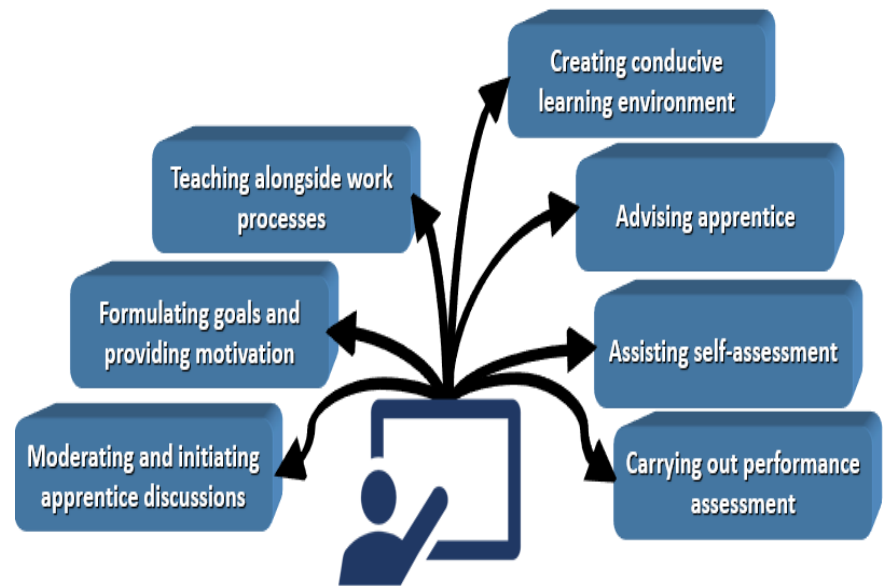 Creating conducive
learning environment
Teaching alongside work
processes
Advising apprentice
Formulating goals and
providing motivation
Assisting self-assessment
Moderating and initiating
apprentice discussions
Carrying out performance
assessment